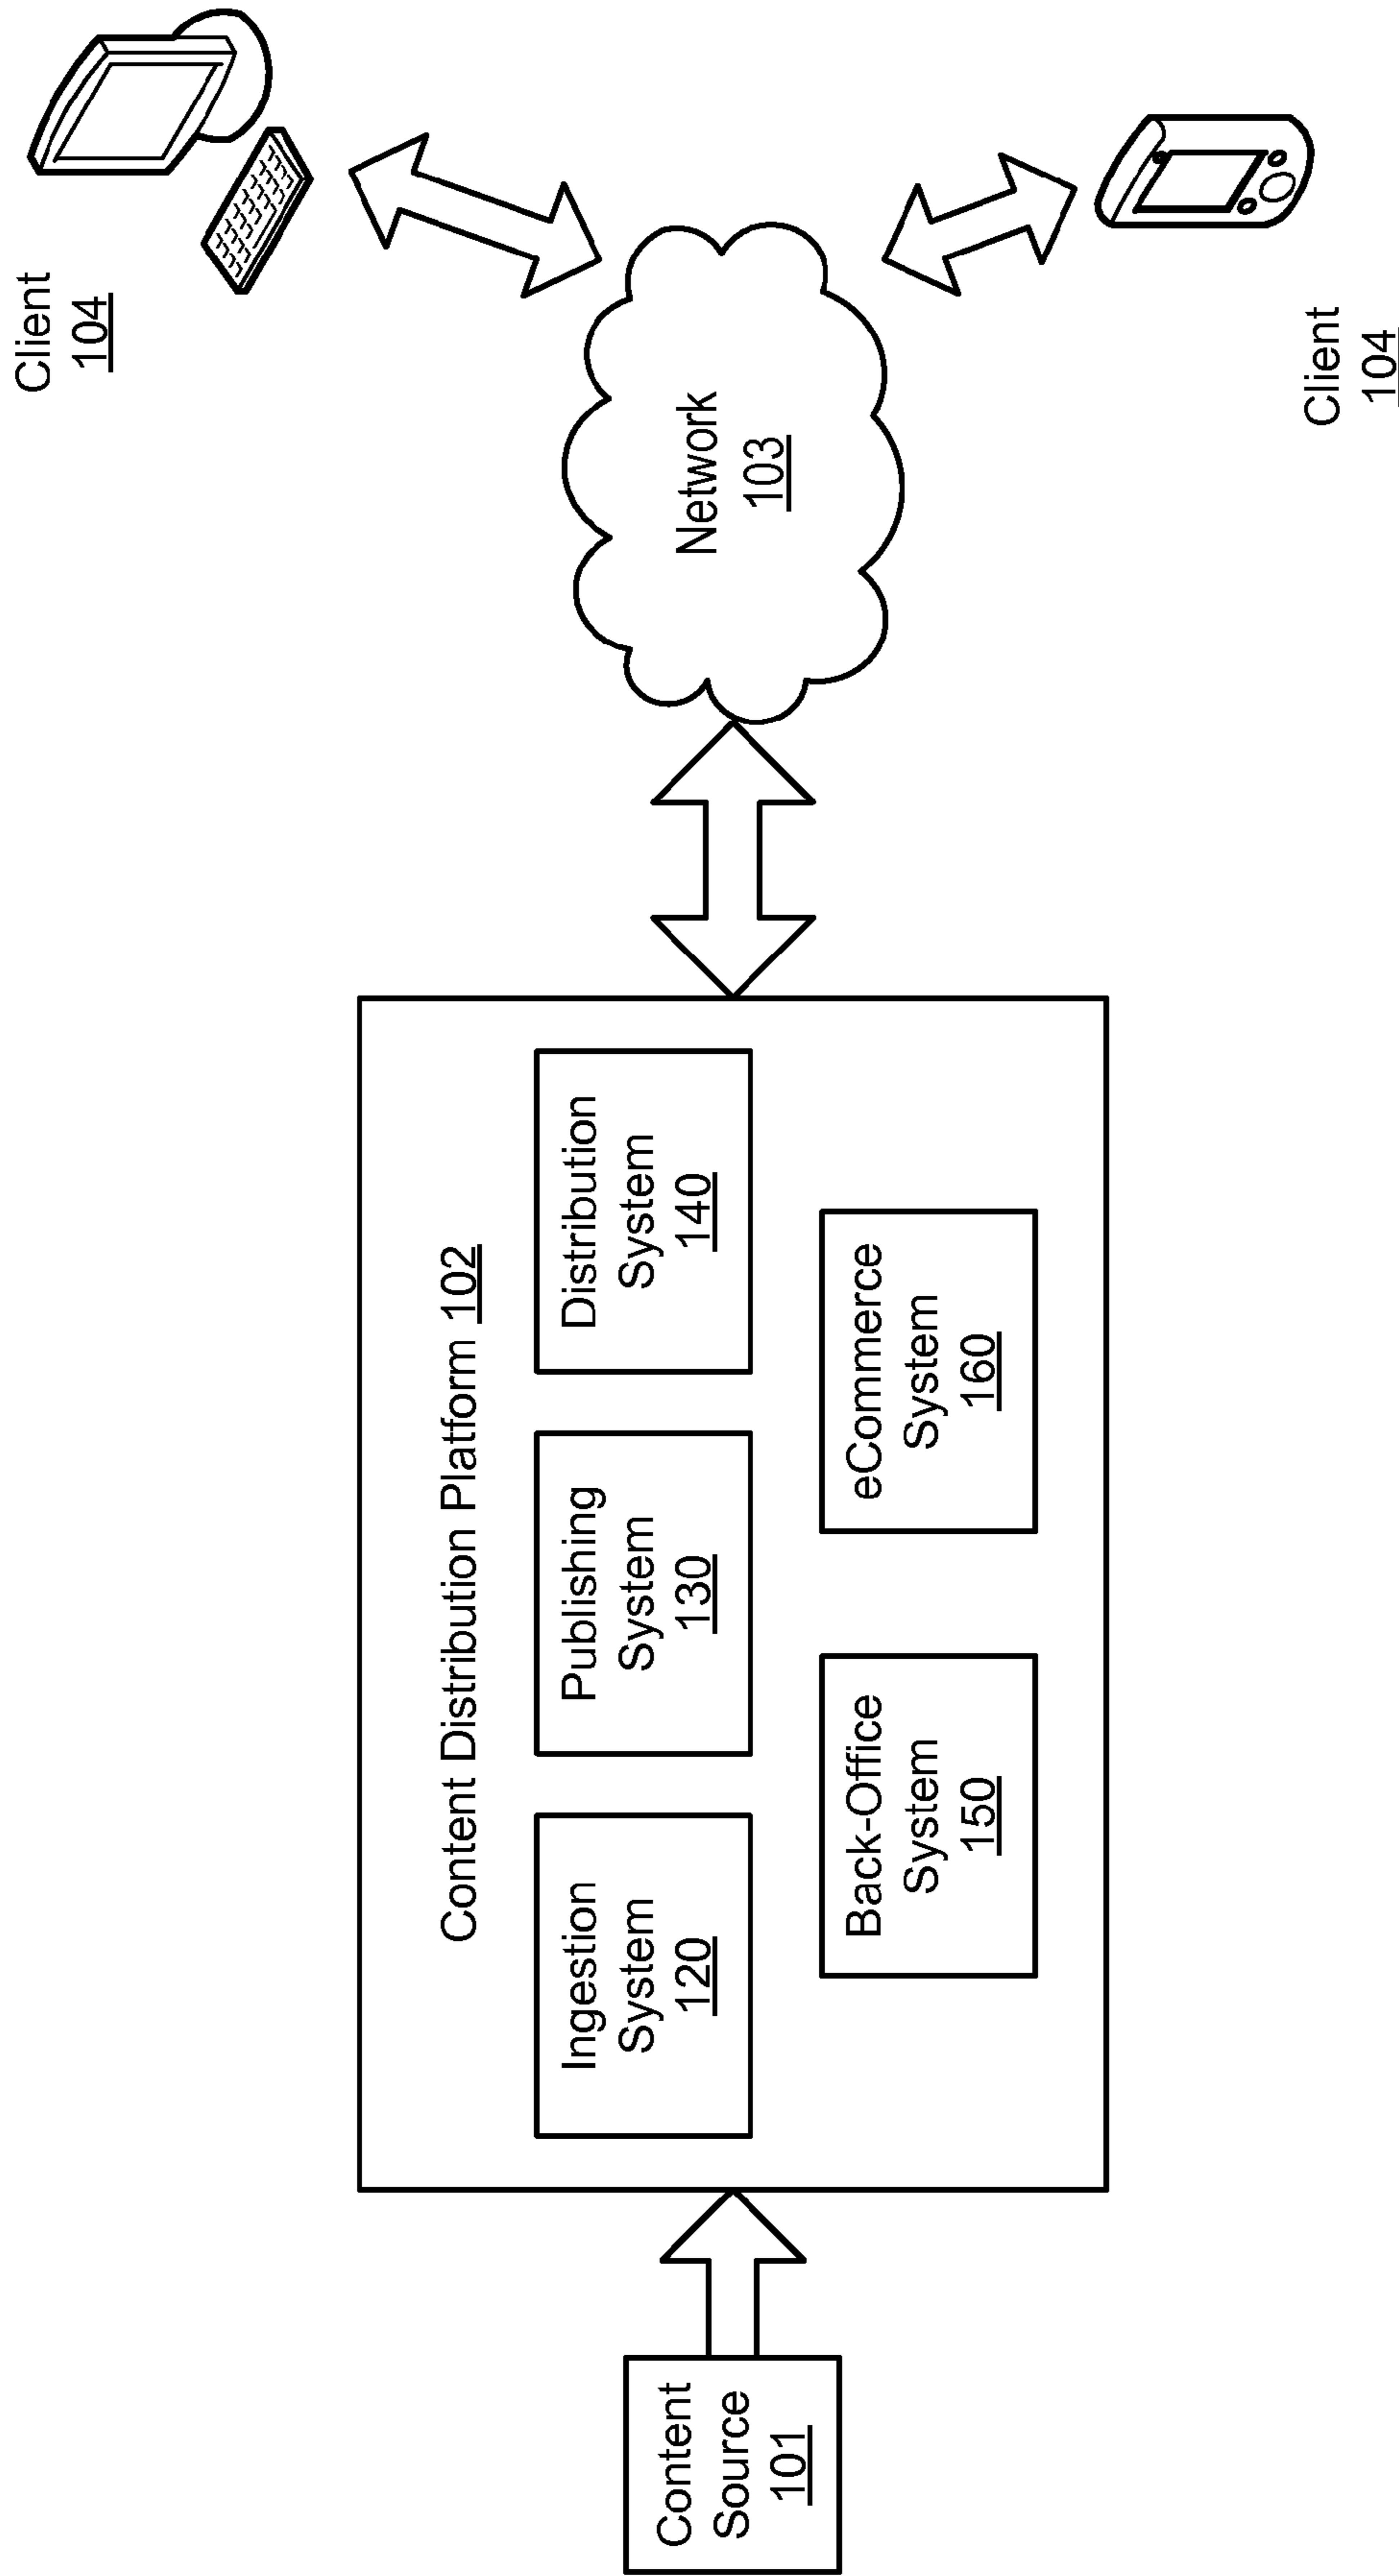 Client
104
Network
103
Client
104
Content Distribution Platform 102
Ingestion
System
120
Publishing
System
130
Distribution
System
140
Back-Office
System
150
eCommerce
System
160
Content
Source
101